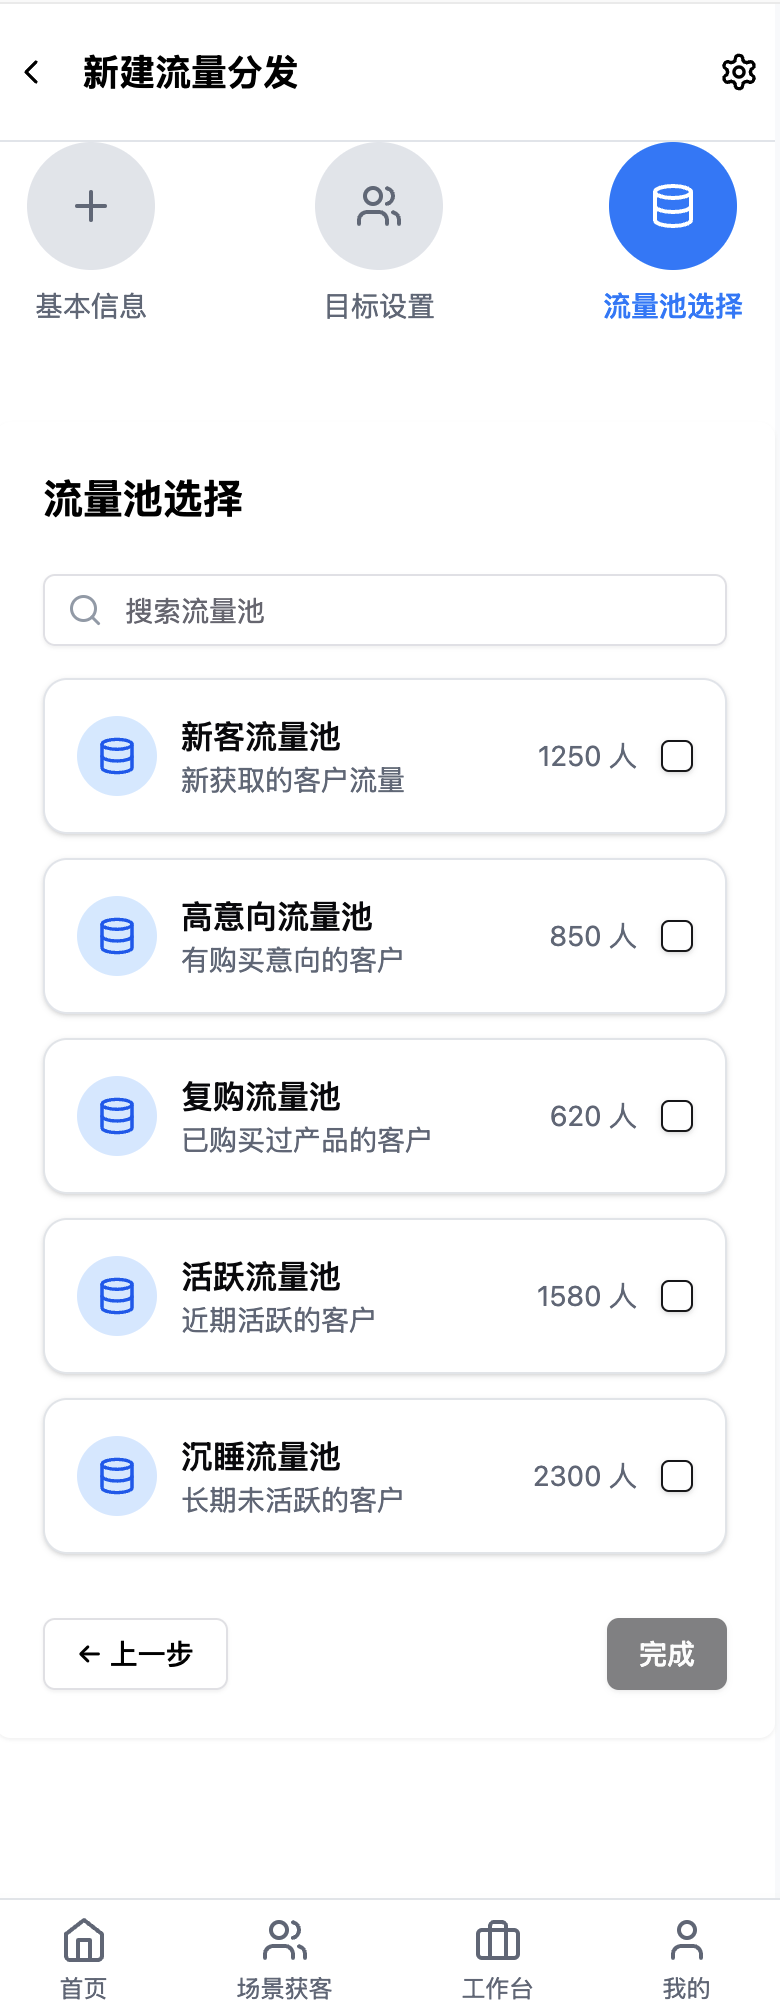 新建流量分发
基本信息
目标设置
流量池选择
流量池选择
搜索流量池
新客流量池
新获取的客户流量
1250 人
高意向流量池
有购买意向的客户
850 人
复购流量池
已购买过产品的客户
620 人
活跃流量池
近期活跃的客户
1580 人
沉睡流量池
长期未活跃的客户
2300 人
上一步
完成
首页
场景获客
工作台
我的